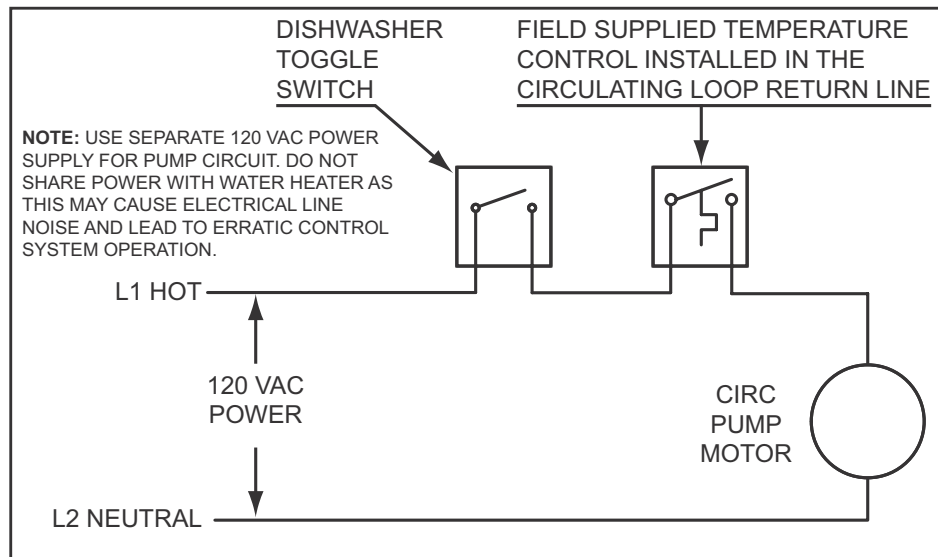 DISHWASHER
TOGGLE
SWITCH
FIELD SUPPLIED TEMPERATURE
CONTROL INSTALLED IN THE
CIRCULATING LOOP RETURN LINE
NOTE: USE SEPARATE 120 VAC POWER
SUPPLY FOR PUMP CIRCUIT. DO NOT
SHARE POWER WITH WATER HEATER AS
THIS MAY CAUSE ELECTRICAL LINE
NOISE AND LEAD TO ERRATIC CONTROL
SYSTEM OPERATION.
L1 HOT
120 VAC
POWER
CIRC
PUMP
MOTOR
L2 NEUTRAL